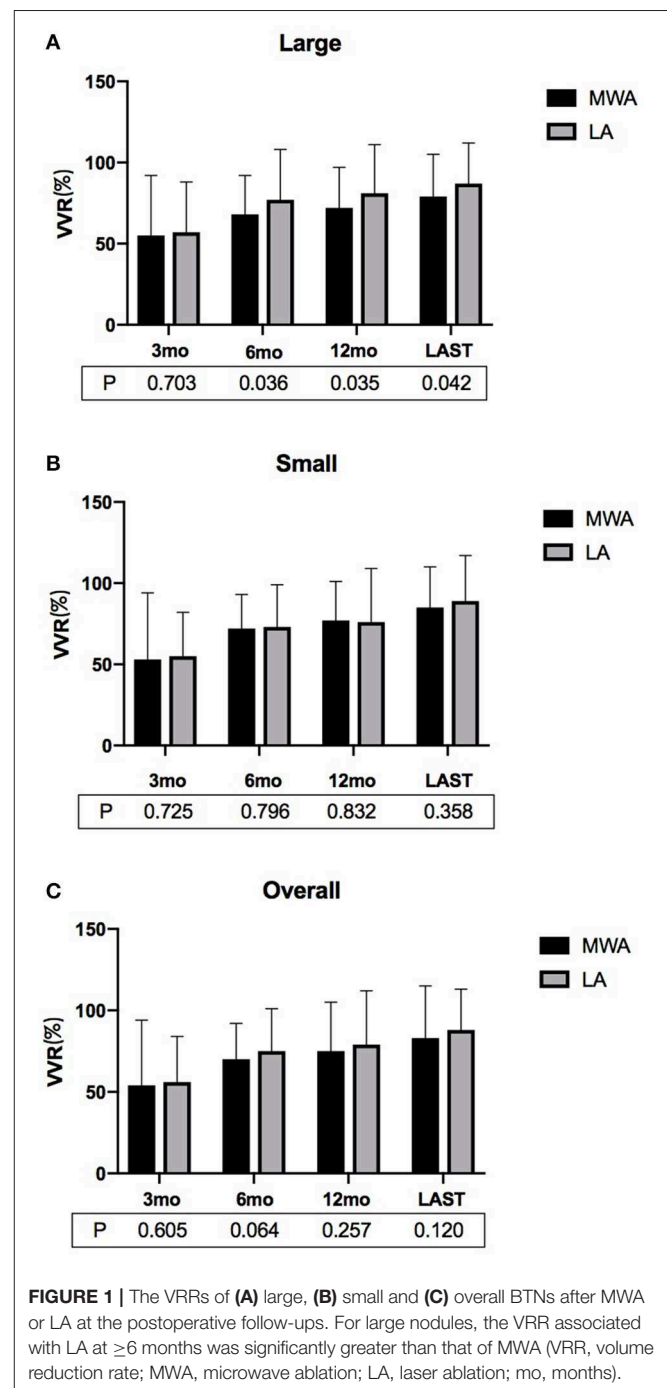 A
Large
150
100
50
0
VVR(%)
MWA
LA
3mo 6mo 12mo LAST
P 0.703 0.036 0.035 0.042
B
Small
150
100
50
0
VVR(%)
MWA
LA
3mo 6mo 12mo LAST
P 0.725 0.796 0.832 0.358
C
Overall
150
100
50
0
VVR(%)
MWA
LA
3mo 6mo 12mo LAST
P 0.605 0.064 0.257 0.120
FIGURE 1 | The VRRs of (A) large, (B) small and (C) overall BTNs after MWA
or LA at the postoperative follow-ups. For large nodules, the VRR associated
with LA at ≥6 months was significantly greater than that of MWA (VRR, volume
reduction rate; MWA, microwave ablation; LA, laser ablation; mo, months).